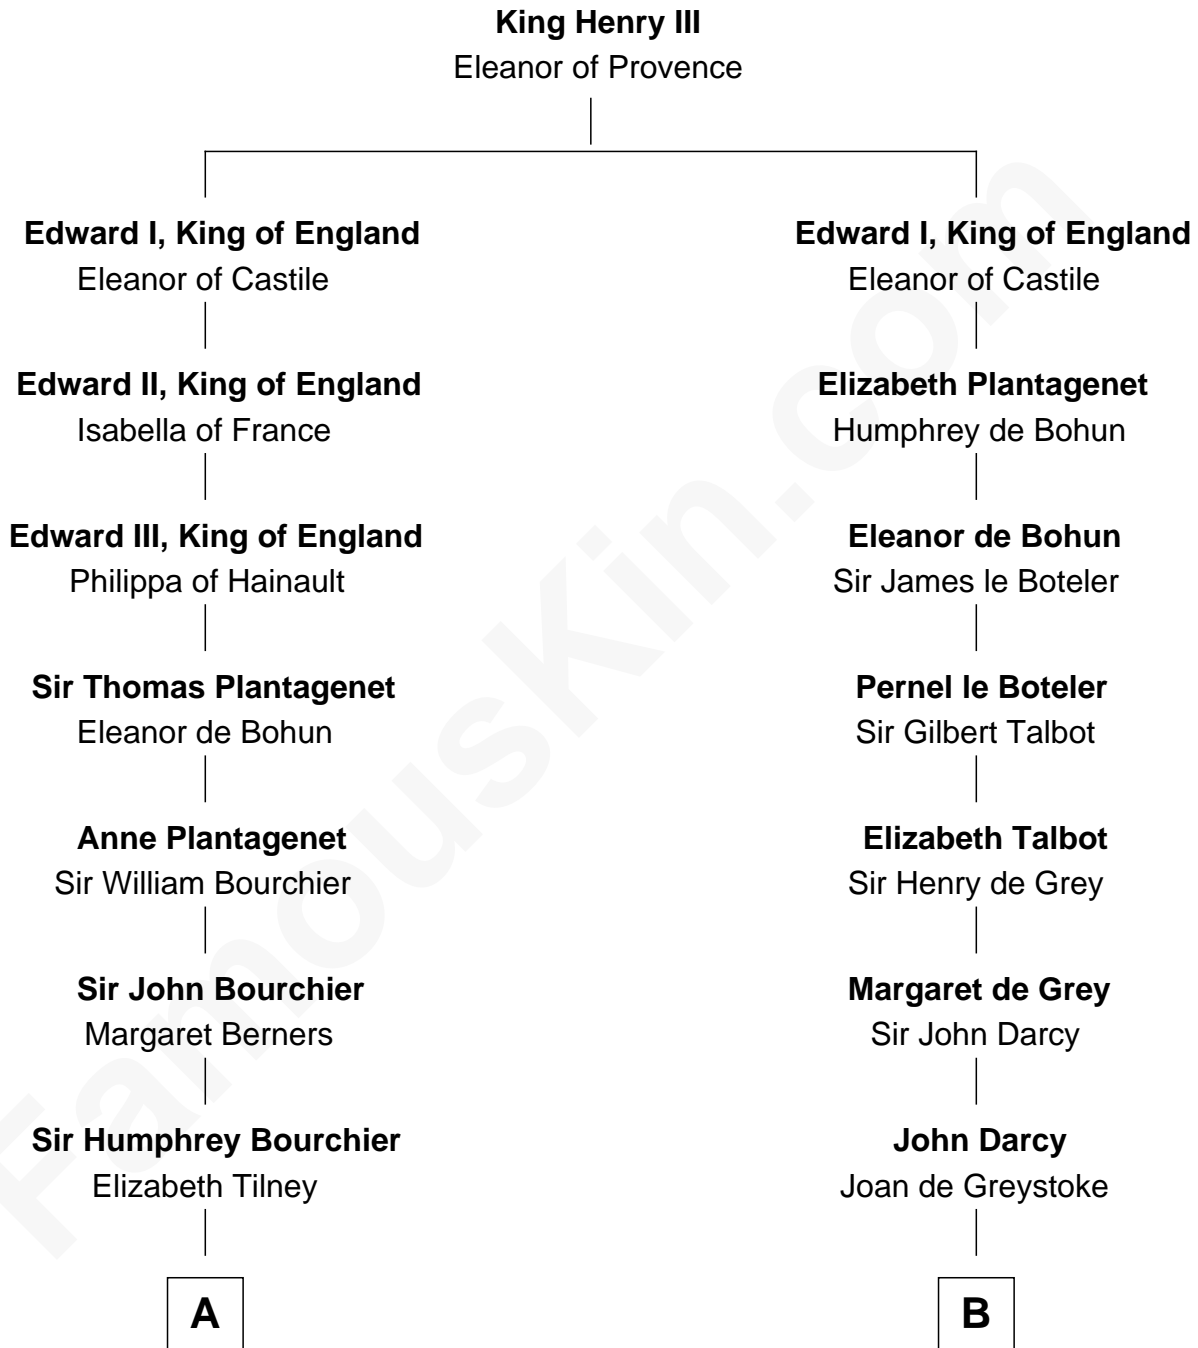 King Henry III
Eleanor of Provence
Edward I, King of England
Eleanor of Castile
Edward II, King of England
Isabella of France
Edward III, King of England
Philippa of Hainault
Sir Thomas Plantagenet
Eleanor de Bohun
Anne Plantagenet
Sir William Bourchier
Sir John Bourchier
Margaret Berners
Sir Humphrey Bourchier
Elizabeth Tilney
A
Edward I, King of England
Eleanor of Castile
Elizabeth Plantagenet
Humphrey de Bohun
Eleanor de Bohun
Sir James le Boteler
Pernel le Boteler
Sir Gilbert Talbot
Elizabeth Talbot
Sir Henry de Grey
Margaret de Grey
Sir John Darcy
John Darcy
Joan de Greystoke
B
FamousKin.com